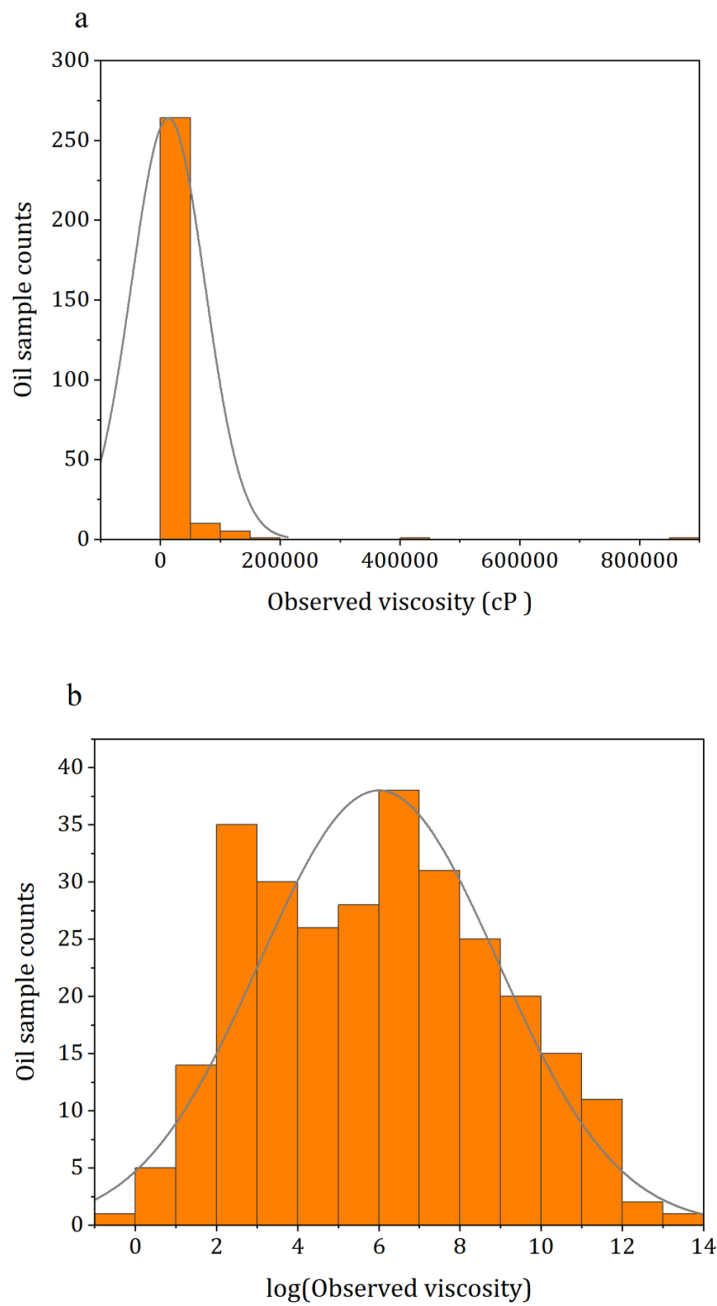 a
300
250
200
150
100
50
0
Oil sample counts
0 200000 400000 600000 800000
Observed viscosity (cP )
b
40
35
30
25
20
15
10
5
0
Oil sample counts
0 2 4 6 8 10 12 14
log(Observed viscosity)